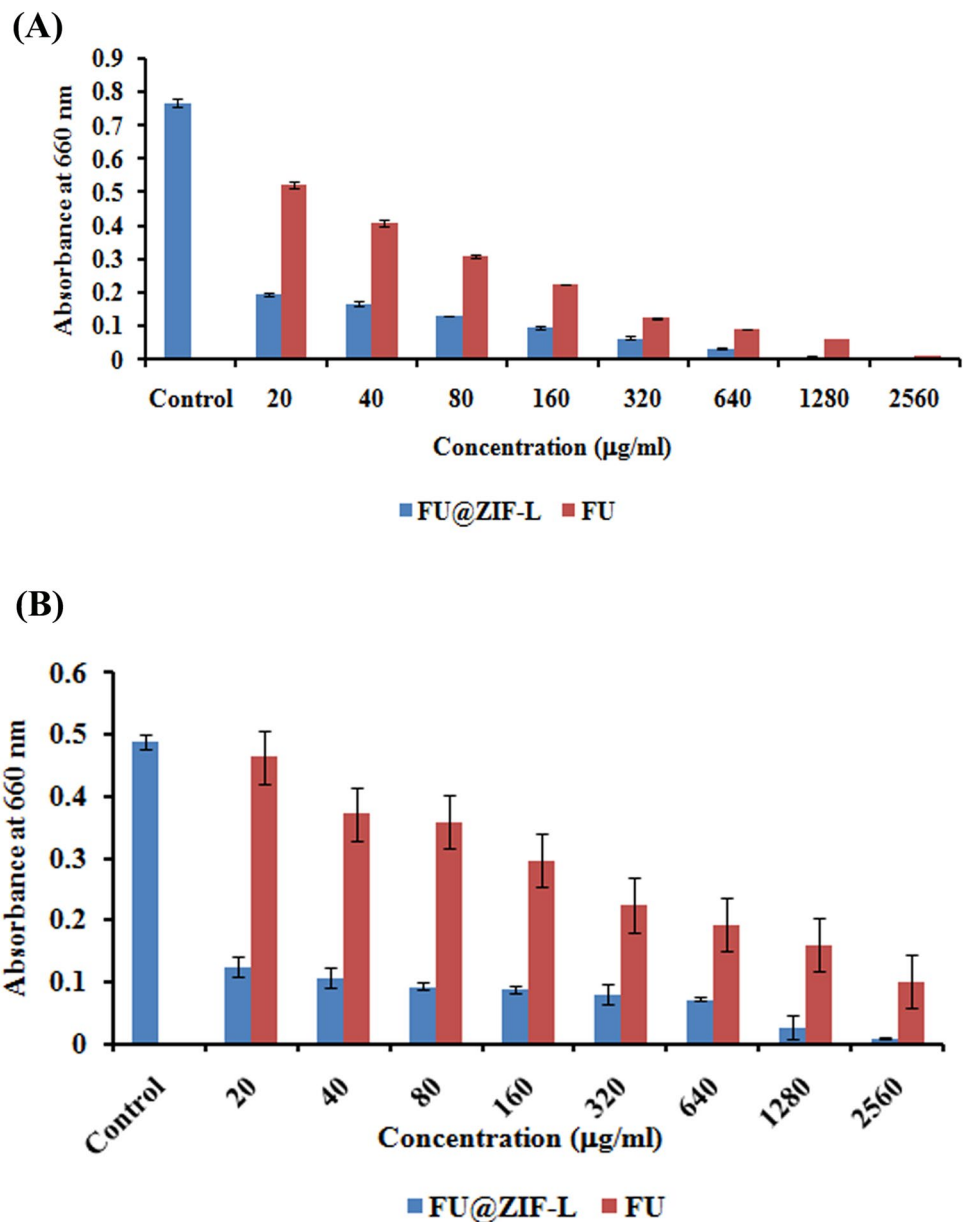 (A)
0.9
0.8
0.7
0.6
0.5
0.4
0.3
0.2
0.1
0
Absorbance at 660 nm
Control 20 40 80 160 320 640 1280 2560
Concentration (µg/ml)
FU@ZIF-L FU
(B)
0.6
0.5
0.4
0.3
0.2
0.1
0
Absorbance at 660 nm
Control 20 40 80 160 320 640 1280 2560
Concentration (µg/ml)
FU@ZIF-L FU